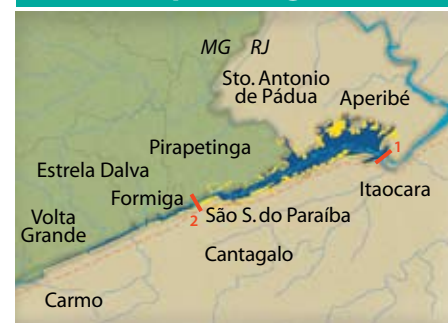 MG RJ
Sto. Antonio
de Pádua
Aperibé
Pirapetinga
1
Estrela Dalva
Itaocara
Formiga
2
São S. do Paraíba
Volta
Grande
Cantagalo
Carmo